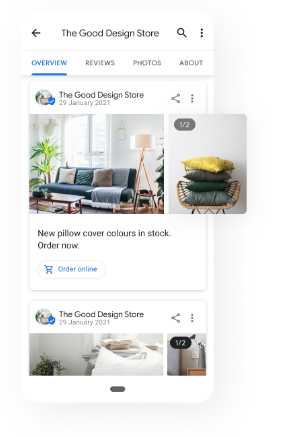 The Good Design Store
OVERVIEW
REVIEWS
PHOTOS
ABOUT
The Good Design Store
29 January 2021
1/2
New pillow cover colours in stock.
Order now.
Order online
The Good Design Store
29 January 2021
1/2